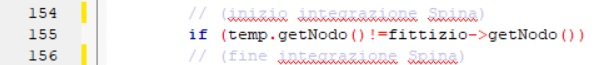 154 // (inizio integrazione Spina)
155 if (temp.getNodo()!=fittizio->getNodo())
156 // (fine integrazione Spina)